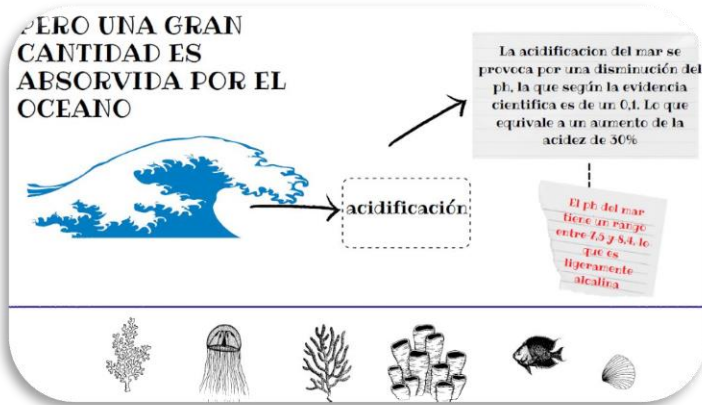 PERO UNA GRAN
CANTIDAD ES
ABSORVIDA POR EL
OCEANO
La acidificacion del mar se
provoca por una disminución del
ph, la que según la evidencia
cientifica es de un 0,1. Lo que
equivale a un aumento de la
acidez de 30%
acidificación
El ph del mar
tiene un rango
entre 7,5 y 8,4, lo
que es
ligeramente
alcalina